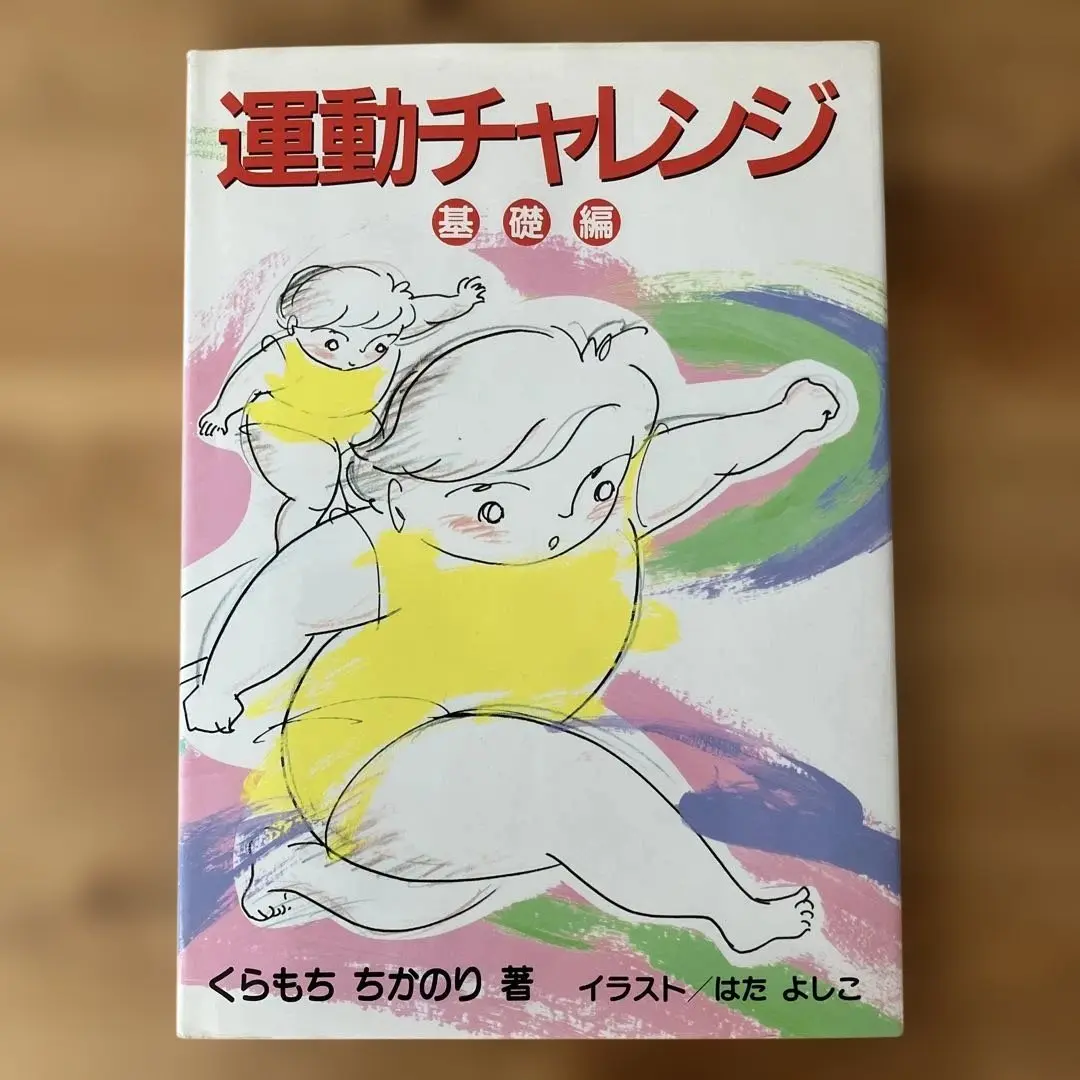 運動チャレンジ
基礎編
くらもち ちかのり 著 イラスト/はた よしこ